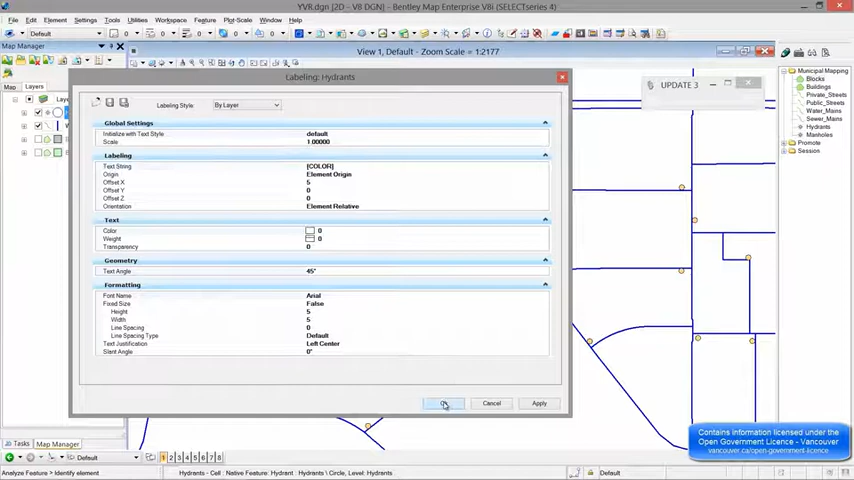 YVR.dgn [2D - V8 DGN] - Bentley Map Enterprise V8i (SELECTseries 4)
File Edit Element Settings Tools Utilities Workspace Feature Plot-Scale Window Help
Default 0 0 0 0
Map Manager
View 1, Default - Zoom Scale = 1:2177
Map Layers
Labeling: Hydrants
UPDATE 3
Labeling Style: By Layer
Global Settings
Initialize with Text Style default
Scale 1.00000
Labeling
Text String [COLOR]
Origin Element Origin
Offset X 5
Offset Y 0
Offset Z 0
Orientation Element Relative
Text
Color 0
Weight 0
Transparency 0
Geometry
Text Angle 45°
Formatting
Font Name Arial
Fixed Size False
Height 5
Width 5
Line Spacing 0
Line Spacing Type Default
Text Justification Left Center
Slant Angle 0°
Cancel Apply
Municipal Mapping
Blocks
Buildings
Private_Streets
Public_Streets
Water_Mains
Sewer_Mains
Hydrants
Manholes
Promote
Session
Contains information licensed under the
Open Government Licence - Vancouver
vancouver.ca/open-government-licence
Tasks Map Manager
Default 1 2 3 4 5 6 7 8
Analyze Feature > Identify element Hydrants - Cell : Native Feature: Hydrant Hydrants \ Circle, Level: Hydrants Default